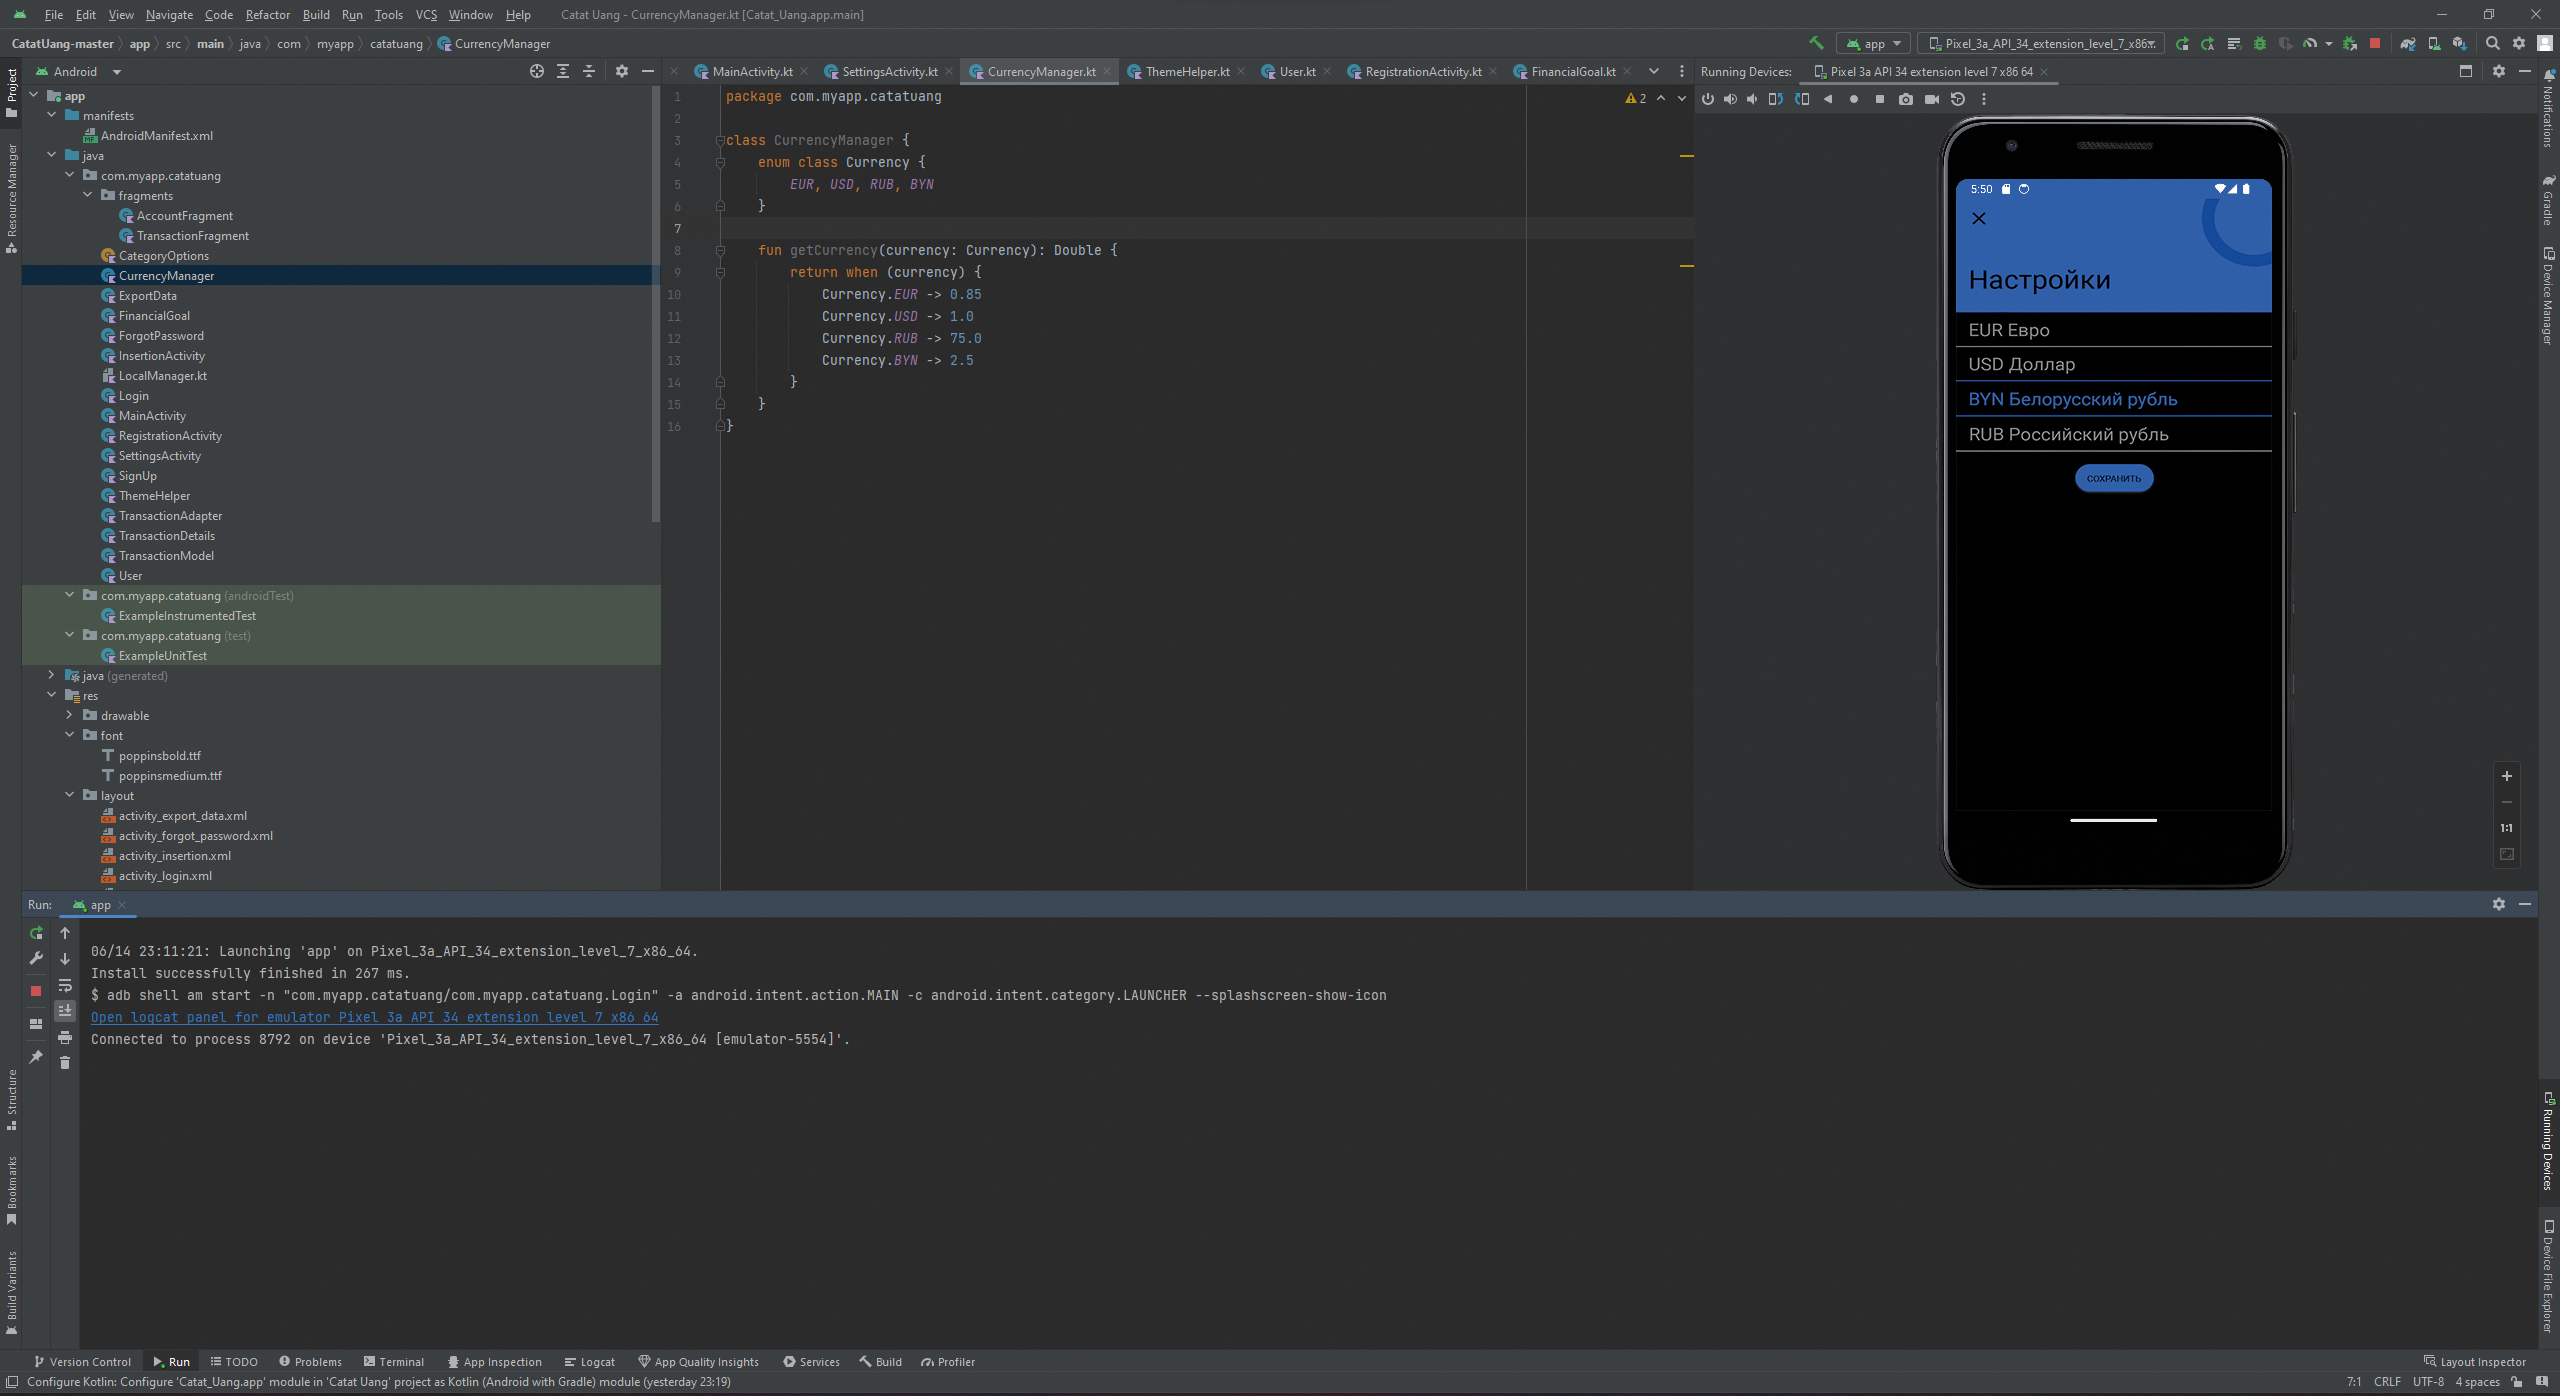 File Edit View Navigate Code Refactor Build Run Tools VCS Window Help Catat Uang - CurrencyManager.kt [Catat_Uang.app.main]
CatatUang-master app src main java com myapp catatuang CurrencyManager
app Pixel_3a_API_34_extension_level_7_x86...
Android
MainActivity.kt SettingsActivity.kt CurrencyManager.kt ThemeHelper.kt User.kt RegistrationActivity.kt FinancialGoal.kt
Running Devices: Pixel 3a API 34 extension level 7 x86 64
Project
Resource Manager
app
manifests
AndroidManifest.xml
java
com.myapp.catatuang
fragments
AccountFragment
TransactionFragment
CategoryOptions
CurrencyManager
ExportData
FinancialGoal
ForgotPassword
InsertionActivity
LocalManager.kt
Login
MainActivity
RegistrationActivity
SettingsActivity
SignUp
ThemeHelper
TransactionAdapter
TransactionDetails
TransactionModel
User
com.myapp.catatuang (androidTest)
ExampleInstrumentedTest
com.myapp.catatuang (test)
ExampleUnitTest
java (generated)
res
drawable
font
poppinsbold.ttf
poppinsmedium.ttf
layout
activity_export_data.xml
activity_forgot_password.xml
activity_insertion.xml
activity_login.xml
2
1 package com.myapp.catatuang
2
3 class CurrencyManager {
4 enum class Currency {
5 EUR, USD, RUB, BYN
6 }
7
8 fun getCurrency(currency: Currency): Double {
9 return when (currency) {
10 Currency.EUR -> 0.85
11 Currency.USD -> 1.0
12 Currency.RUB -> 75.0
13 Currency.BYN -> 2.5
14 }
15 }
16 }
5:50
Настройки
EUR Евро
USD Доллар
BYN Белорусский рубль
RUB Российский рубль
СОХРАНИТЬ
1:1
Notifications
Gradle
Device Manager
Running Devices
Device File Explorer
Run: app
06/14 23:11:21: Launching 'app' on Pixel_3a_API_34_extension_level_7_x86_64.
Install successfully finished in 267 ms.
$ adb shell am start -n "com.myapp.catatuang/com.myapp.catatuang.Login" -a android.intent.action.MAIN -c android.intent.category.LAUNCHER --splashscreen-show-icon
Open logcat panel for emulator Pixel 3a API 34 extension level 7 x86 64
Connected to process 8792 on device 'Pixel_3a_API_34_extension_level_7_x86_64 [emulator-5554]'.
Structure
Bookmarks
Build Variants
Version Control Run TODO Problems Terminal App Inspection Logcat App Quality Insights Services Build Profiler Layout Inspector
Configure Kotlin: Configure 'Catat_Uang.app' module in 'Catat Uang' project as Kotlin (Android with Gradle) module (yesterday 23:19) 7:1 CRLF UTF-8 4 spaces